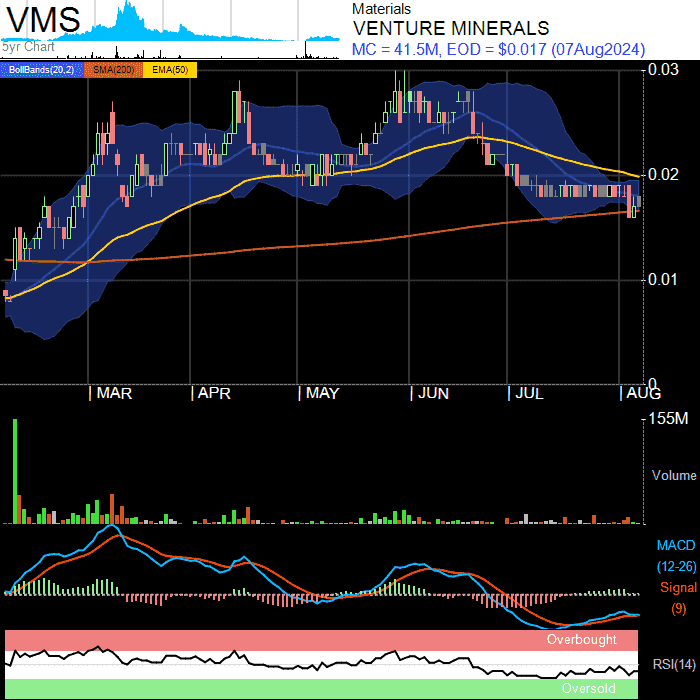 VMS
5yr Chart
Materials
VENTURE MINERALS
MC = 41.5M, EOD = $0.017 (07Aug2024)
BollBands(20,2) SMA(200) EMA(50)
0.03
0.02
0.01
0
MAR APR MAY JUN JUL AUG
155M
Volume
MACD
(12-26)
Signal
(9)
Overbought
RSI(14)
Oversold